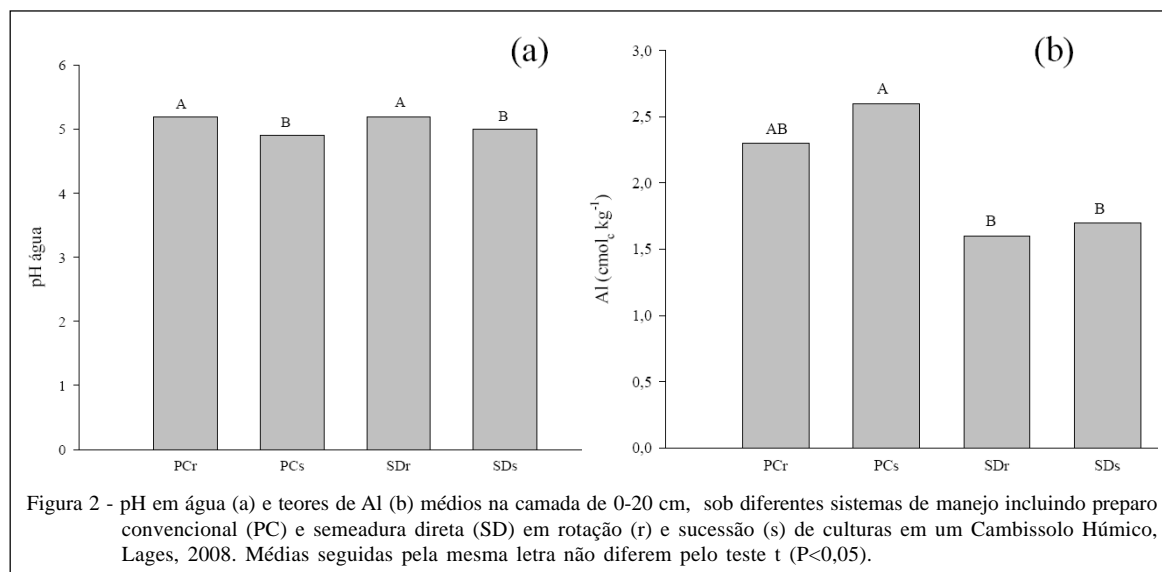 (a)
6
5
4
3
2
1
0
pH água
A
B
A
B
PCr
PCs
SDr
SDs
(b)
3,0
2,5
2,0
1,5
1,0
0,5
0,0
Al (cmolc kg-1)
AB
A
B
B
PCr
PCs
SDr
SDs
Figura 2 - pH em água (a) e teores de Al (b) médios na camada de 0-20 cm, sob diferentes sistemas de manejo incluindo preparo
convencional (PC) e semeadura direta (SD) em rotação (r) e sucessão (s) de culturas em um Cambissolo Húmico,
Lages, 2008. Médias seguidas pela mesma letra não diferem pelo teste t (P<0,05).